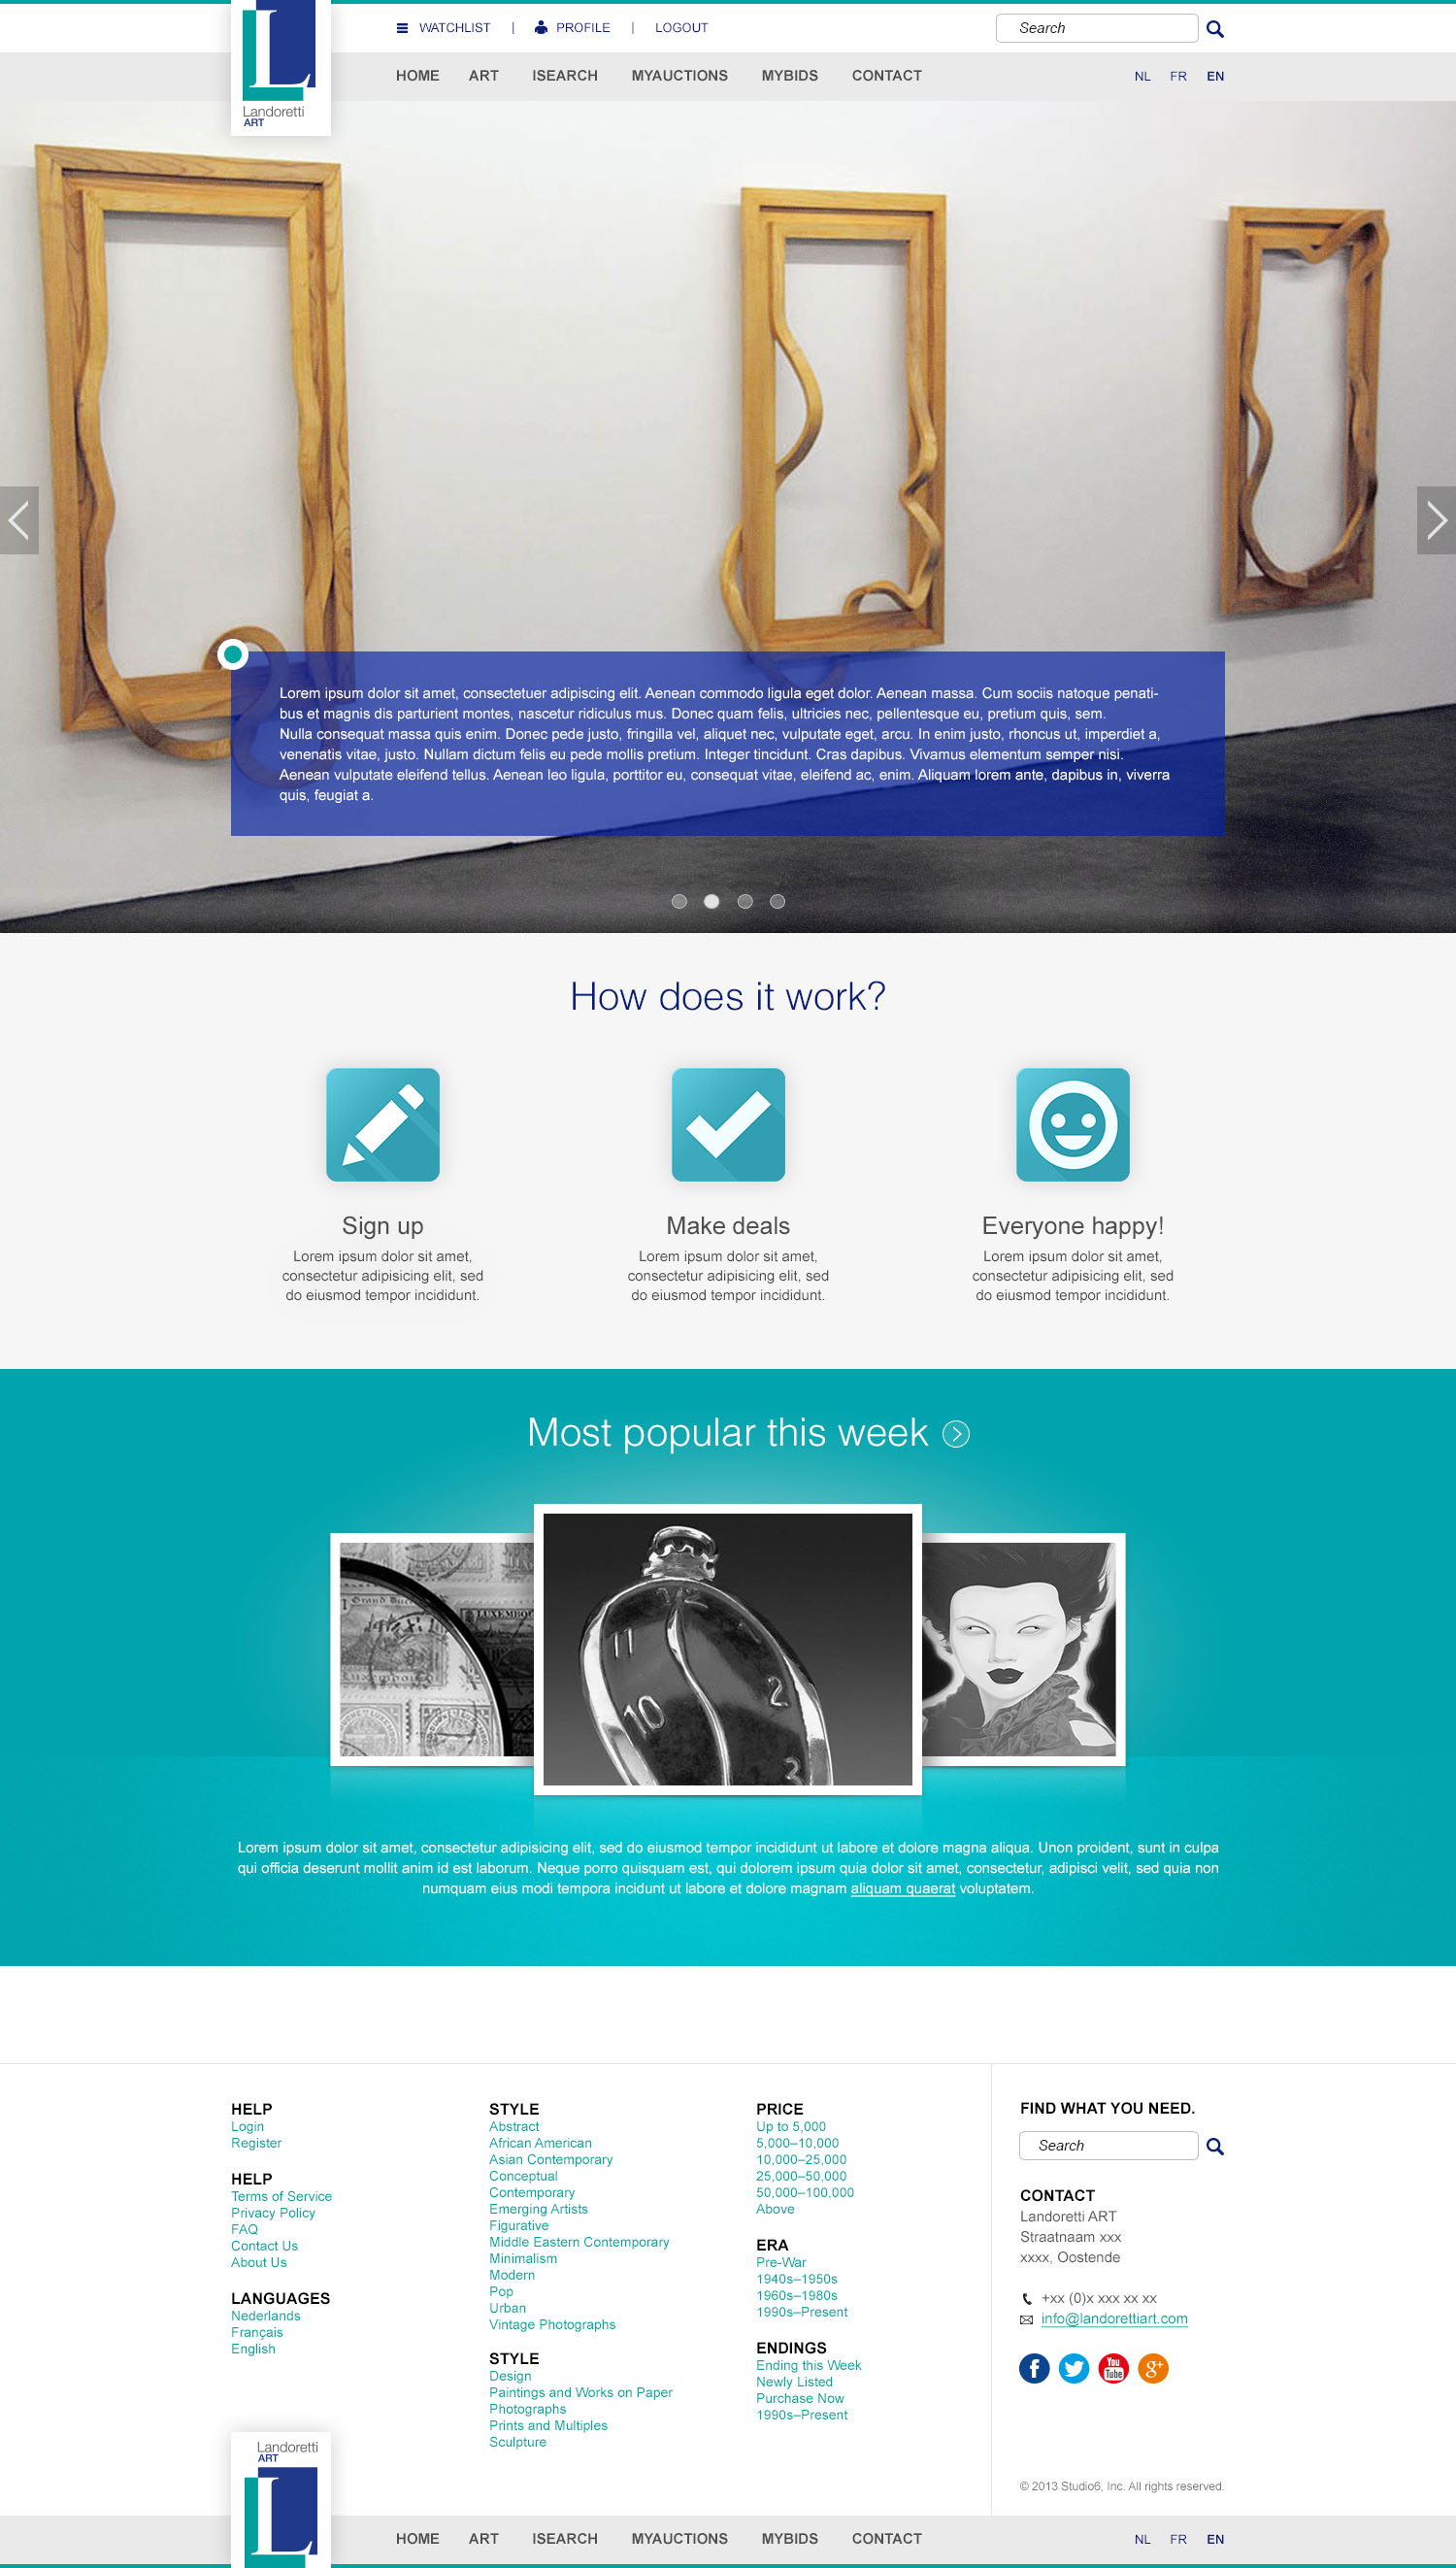 WATCHLIST | PROFILE | LOGOUT
Search
L
Landoretti
ART
HOME ART ISEARCH MYAUCTIONS MYBIDS CONTACT
NL FR EN
Lorem ipsum dolor sit amet, consectetuer adipiscing elit. Aenean commodo ligula eget dolor. Aenean massa. Cum sociis natoque penati-
bus et magnis dis parturient montes, nascetur ridiculus mus. Donec quam felis, ultricies nec, pellentesque eu, pretium quis, sem.
Nulla consequat massa quis enim. Donec pede justo, fringilla vel, aliquet nec, vulputate eget, arcu. In enim justo, rhoncus ut, imperdiet a,
venenatis vitae, justo. Nullam dictum felis eu pede mollis pretium. Integer tincidunt. Cras dapibus. Vivamus elementum semper nisi.
Aenean vulputate eleifend tellus. Aenean leo ligula, porttitor eu, consequat vitae, eleifend ac, enim. Aliquam lorem ante, dapibus in, viverra
quis, feugiat a.
How does it work?
Sign up
Lorem ipsum dolor sit amet,
consectetur adipisicing elit, sed
do eiusmod tempor incididunt.
Make deals
Lorem ipsum dolor sit amet,
consectetur adipisicing elit, sed
do eiusmod tempor incididunt.
Everyone happy!
Lorem ipsum dolor sit amet,
consectetur adipisicing elit, sed
do eiusmod tempor incididunt.
Most popular this week
Grand Duc
LUXEMBOU
Luxembourg
12
11
10
2
3
Lorem ipsum dolor sit amet, consectetur adipisicing elit, sed do eiusmod tempor incididunt ut labore et dolore magna aliqua. Unon proident, sunt in culpa
qui officia deserunt mollit anim id est laborum. Neque porro quisquam est, qui dolorem ipsum quia dolor sit amet, consectetur, adipisci velit, sed quia non
numquam eius modi tempora incidunt ut labore et dolore magnam aliquam quaerat voluptatem.
HELP
Login
Register
HELP
Terms of Service
Privacy Policy
FAQ
Contact Us
About Us
LANGUAGES
Nederlands
Français
English
STYLE
Abstract
African American
Asian Contemporary
Conceptual
Contemporary
Emerging Artists
Figurative
Middle Eastern Contemporary
Minimalism
Modern
Pop
Urban
Vintage Photographs
STYLE
Design
Paintings and Works on Paper
Photographs
Prints and Multiples
Sculpture
PRICE
Up to 5,000
5,000–10,000
10,000–25,000
25,000–50,000
50,000–100,000
Above
ERA
Pre-War
1940s–1950s
1960s–1980s
1990s–Present
ENDINGS
Ending this Week
Newly Listed
Purchase Now
1990s–Present
FIND WHAT YOU NEED.
Search
CONTACT
Landoretti ART
Straatnaam xxx
xxxx, Oostende
+xx (0)x xxx xx xx
info@landorettiart.com
f You Tube g+
© 2013 Studio6, Inc. All rights reserved.
Landoretti
ART
L
HOME ART ISEARCH MYAUCTIONS MYBIDS CONTACT
NL FR EN